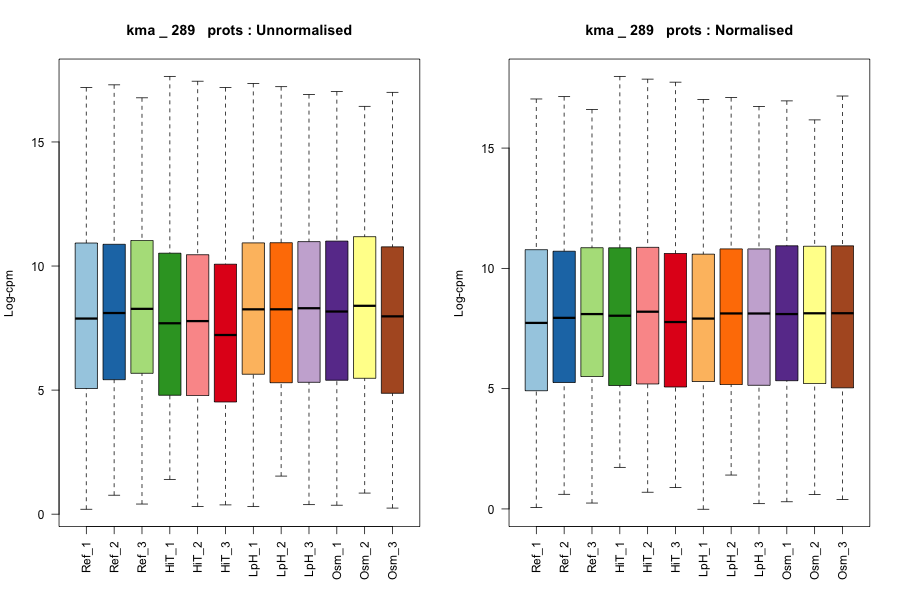 kma _ 289   prots : Unnormalised
Log-cpm
15
10
5
0
Ref_1
Ref_2
Ref_3
HiT_1
HiT_2
HiT_3
LpH_1
LpH_2
LpH_3
Osm_1
Osm_2
Osm_3
kma _ 289   prots : Normalised
Log-cpm
15
10
5
0
Ref_1
Ref_2
Ref_3
HiT_1
HiT_2
HiT_3
LpH_1
LpH_2
LpH_3
Osm_1
Osm_2
Osm_3